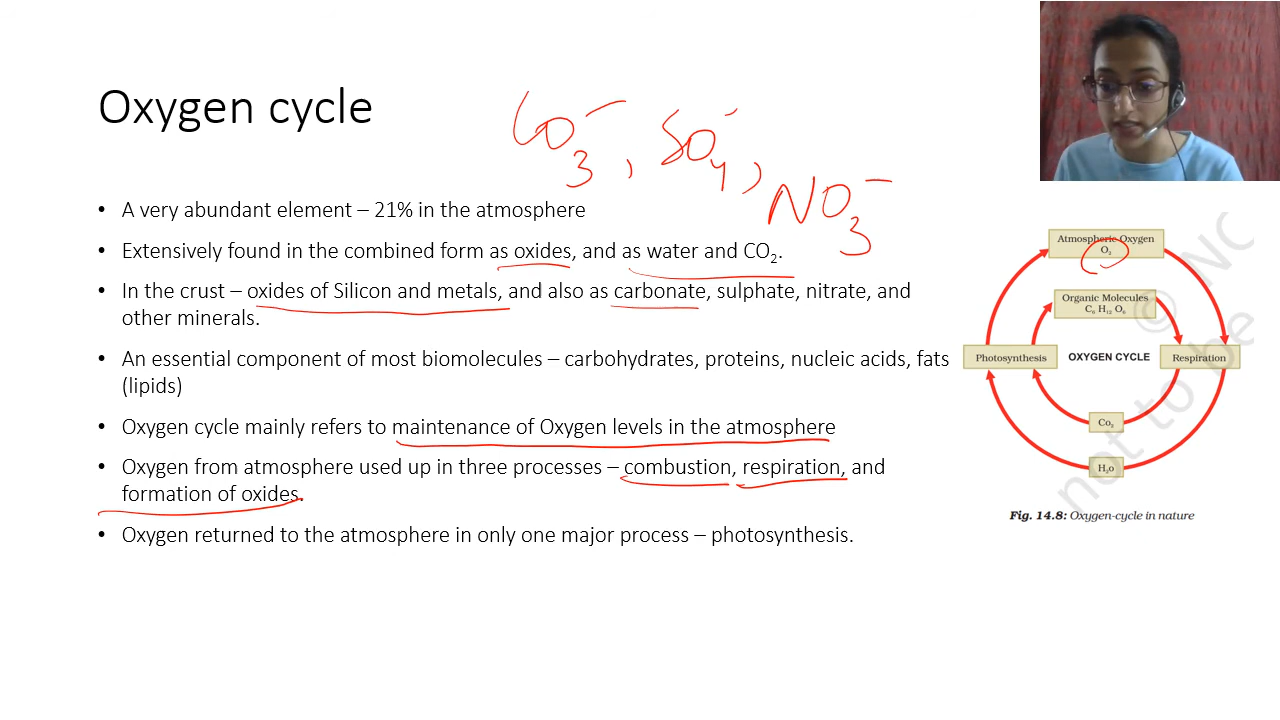 Oxygen cycle
CO₃⁻, SO₄⁻, NO₃⁻
• A very abundant element – 21% in the atmosphere
• Extensively found in the combined form as oxides, and as water and CO₂.
• In the crust – oxides of Silicon and metals, and also as carbonate, sulphate, nitrate, and
other minerals.
• An essential component of most biomolecules – carbohydrates, proteins, nucleic acids, fats
(lipids)
• Oxygen cycle mainly refers to maintenance of Oxygen levels in the atmosphere
• Oxygen from atmosphere used up in three processes – combustion, respiration, and
formation of oxides.
• Oxygen returned to the atmosphere in only one major process – photosynthesis.
Atmospheric Oxygen
O₂
Organic Molecules
C₆ H₁₂ O₆
Photosynthesis
OXYGEN CYCLE
Respiration
Co₂
H₂o
Fig. 14.8: Oxygen-cycle in nature
© NC
not to be